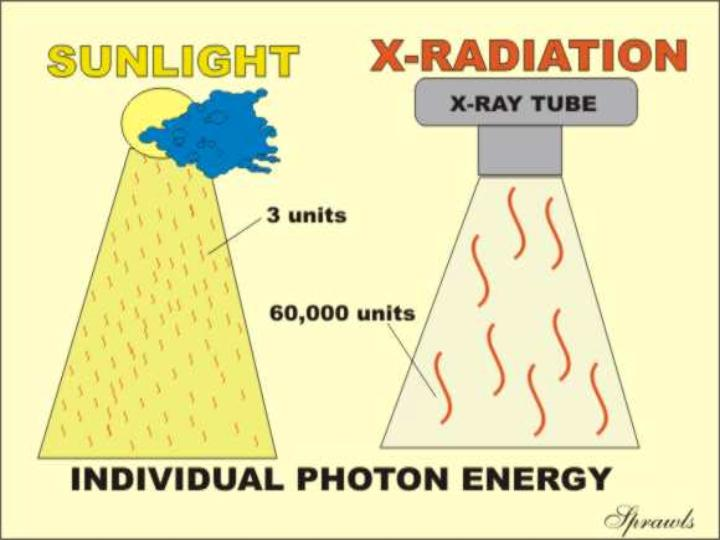 SUNLIGHT
X-RADIATION
X-RAY TUBE
3 units
60,000 units
INDIVIDUAL PHOTON ENERGY
Sprawls